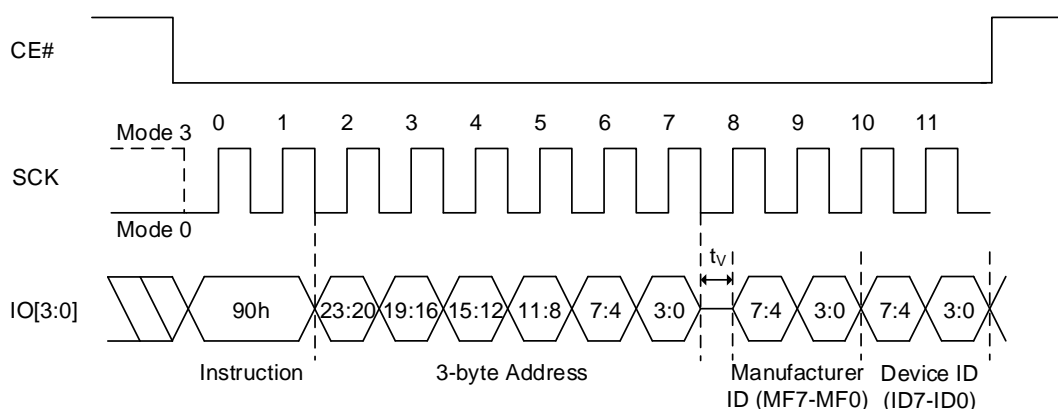 CE#
Mode 3 0 1 2 3 4 5 6 7 8 9 10 11
SCK
Mode 0
tV
IO[3:0] 90h 23:20 19:16 15:12 11:8 7:4 3:0 7:4 3:0 7:4 3:0
Instruction 3-byte Address Manufacturer Device ID
ID (MF7-MF0) (ID7-ID0)